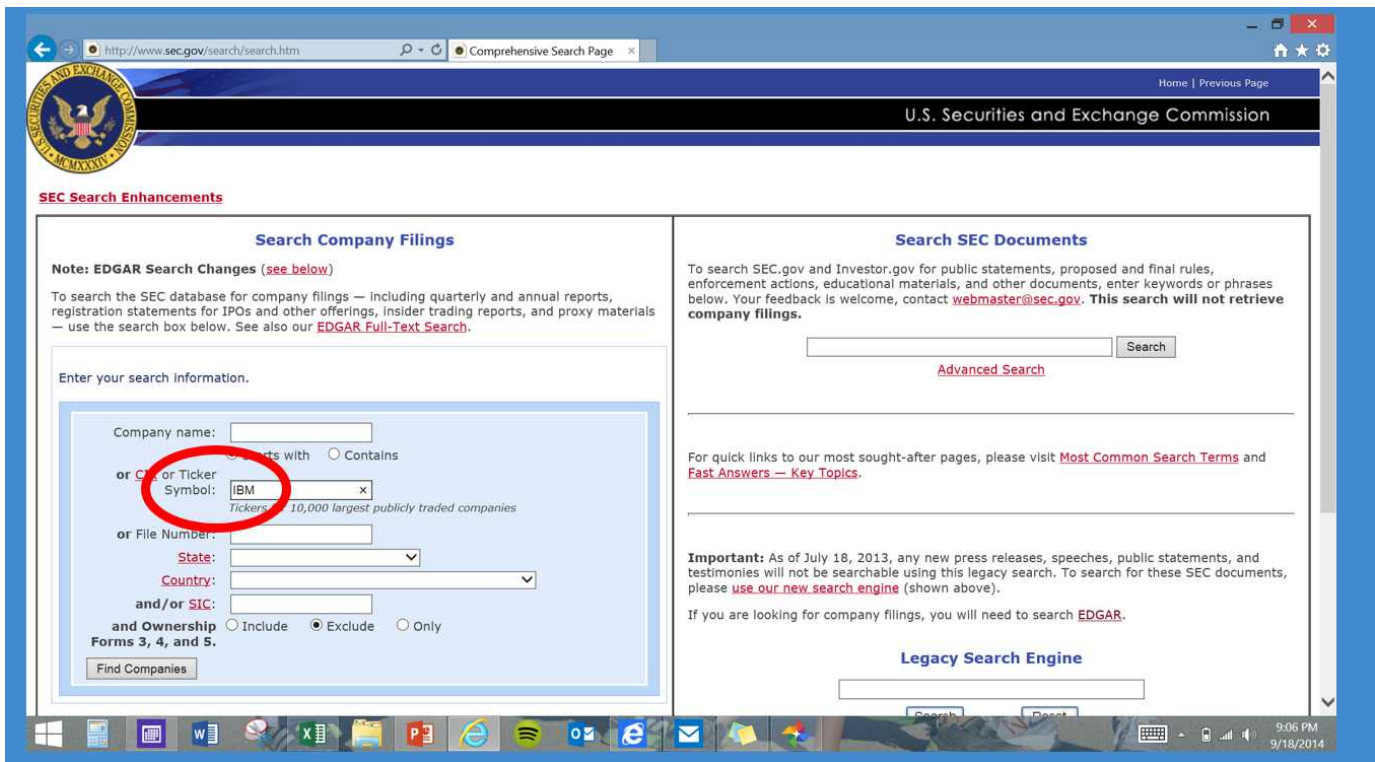 http://www.sec.gov/search/search.htm
Comprehensive Search Page
Home | Previous Page
U.S. Securities and Exchange Commission
U.S. SECURITIES AND EXCHANGE COMMISSION
MCMXXXIV
SEC Search Enhancements
Search Company Filings
Note: EDGAR Search Changes (see below)
To search the SEC database for company filings — including quarterly and annual reports,
registration statements for IPOs and other offerings, insider trading reports, and proxy materials
— use the search box below. See also our EDGAR Full-Text Search.
Enter your search information.
Company name:
with Contains
or or Ticker
Symbol: IBM
Tickers 10,000 largest publicly traded companies
or File Number:
State:
Country:
and/or SIC:
and Ownership Include Exclude Only
Forms 3, 4, and 5.
Find Companies
Search SEC Documents
To search SEC.gov and Investor.gov for public statements, proposed and final rules,
enforcement actions, educational materials, and other documents, enter keywords or phrases
below. Your feedback is welcome, contact webmaster@sec.gov. This search will not retrieve
company filings.
Search
Advanced Search
For quick links to our most sought-after pages, please visit Most Common Search Terms and
Fast Answers — Key Topics.
Important: As of July 18, 2013, any new press releases, speeches, public statements, and
testimonies will not be searchable using this legacy search. To search for these SEC documents,
please use our new search engine (shown above).
If you are looking for company filings, you will need to search EDGAR.
Legacy Search Engine
Search Reset
9:06 PM
9/18/2014